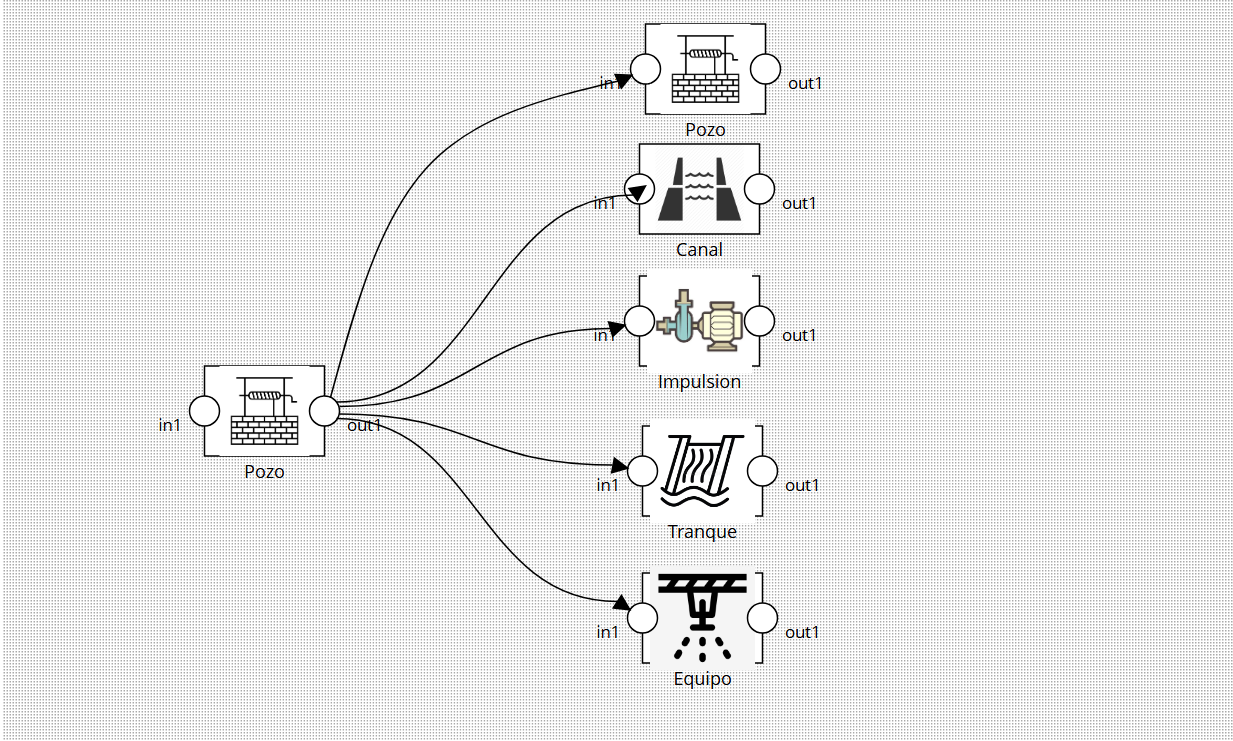 in1
out1
Pozo
in1
out1
Canal
in1
out1
Impulsion
in1
out1
Pozo
in1
out1
Tranque
in1
out1
Equipo